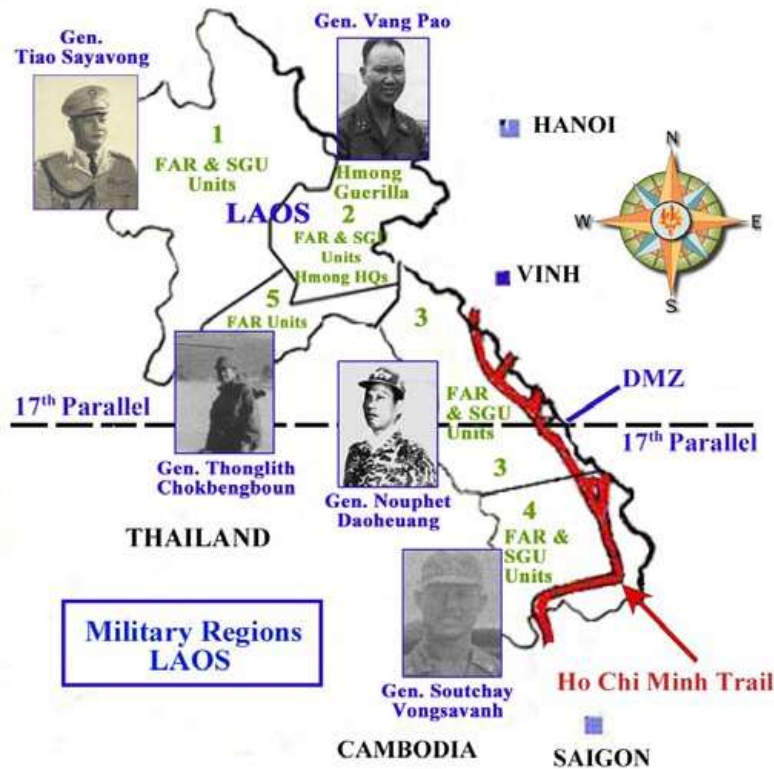 Gen.
Tiao Sayavong
Gen. Vang Pao
1
FAR & SGU
Units
HANOI
N
W
E
S
Hmong
Guerilla
LAOS
2
FAR & SGU
Units
Hmong HQs
VINH
5
FAR Units
3
DMZ
17th Parallel
FAR
& SGU
Units
17th Parallel
Gen. Thonglith
Chokbengboun
3
Gen. Nouphet
Daoheuang
4
FAR &
SGU
Units
THAILAND
Military Regions
LAOS
Ho Chi Minh Trail
Gen. Soutchay
Vongsavanh
CAMBODIA
SAIGON